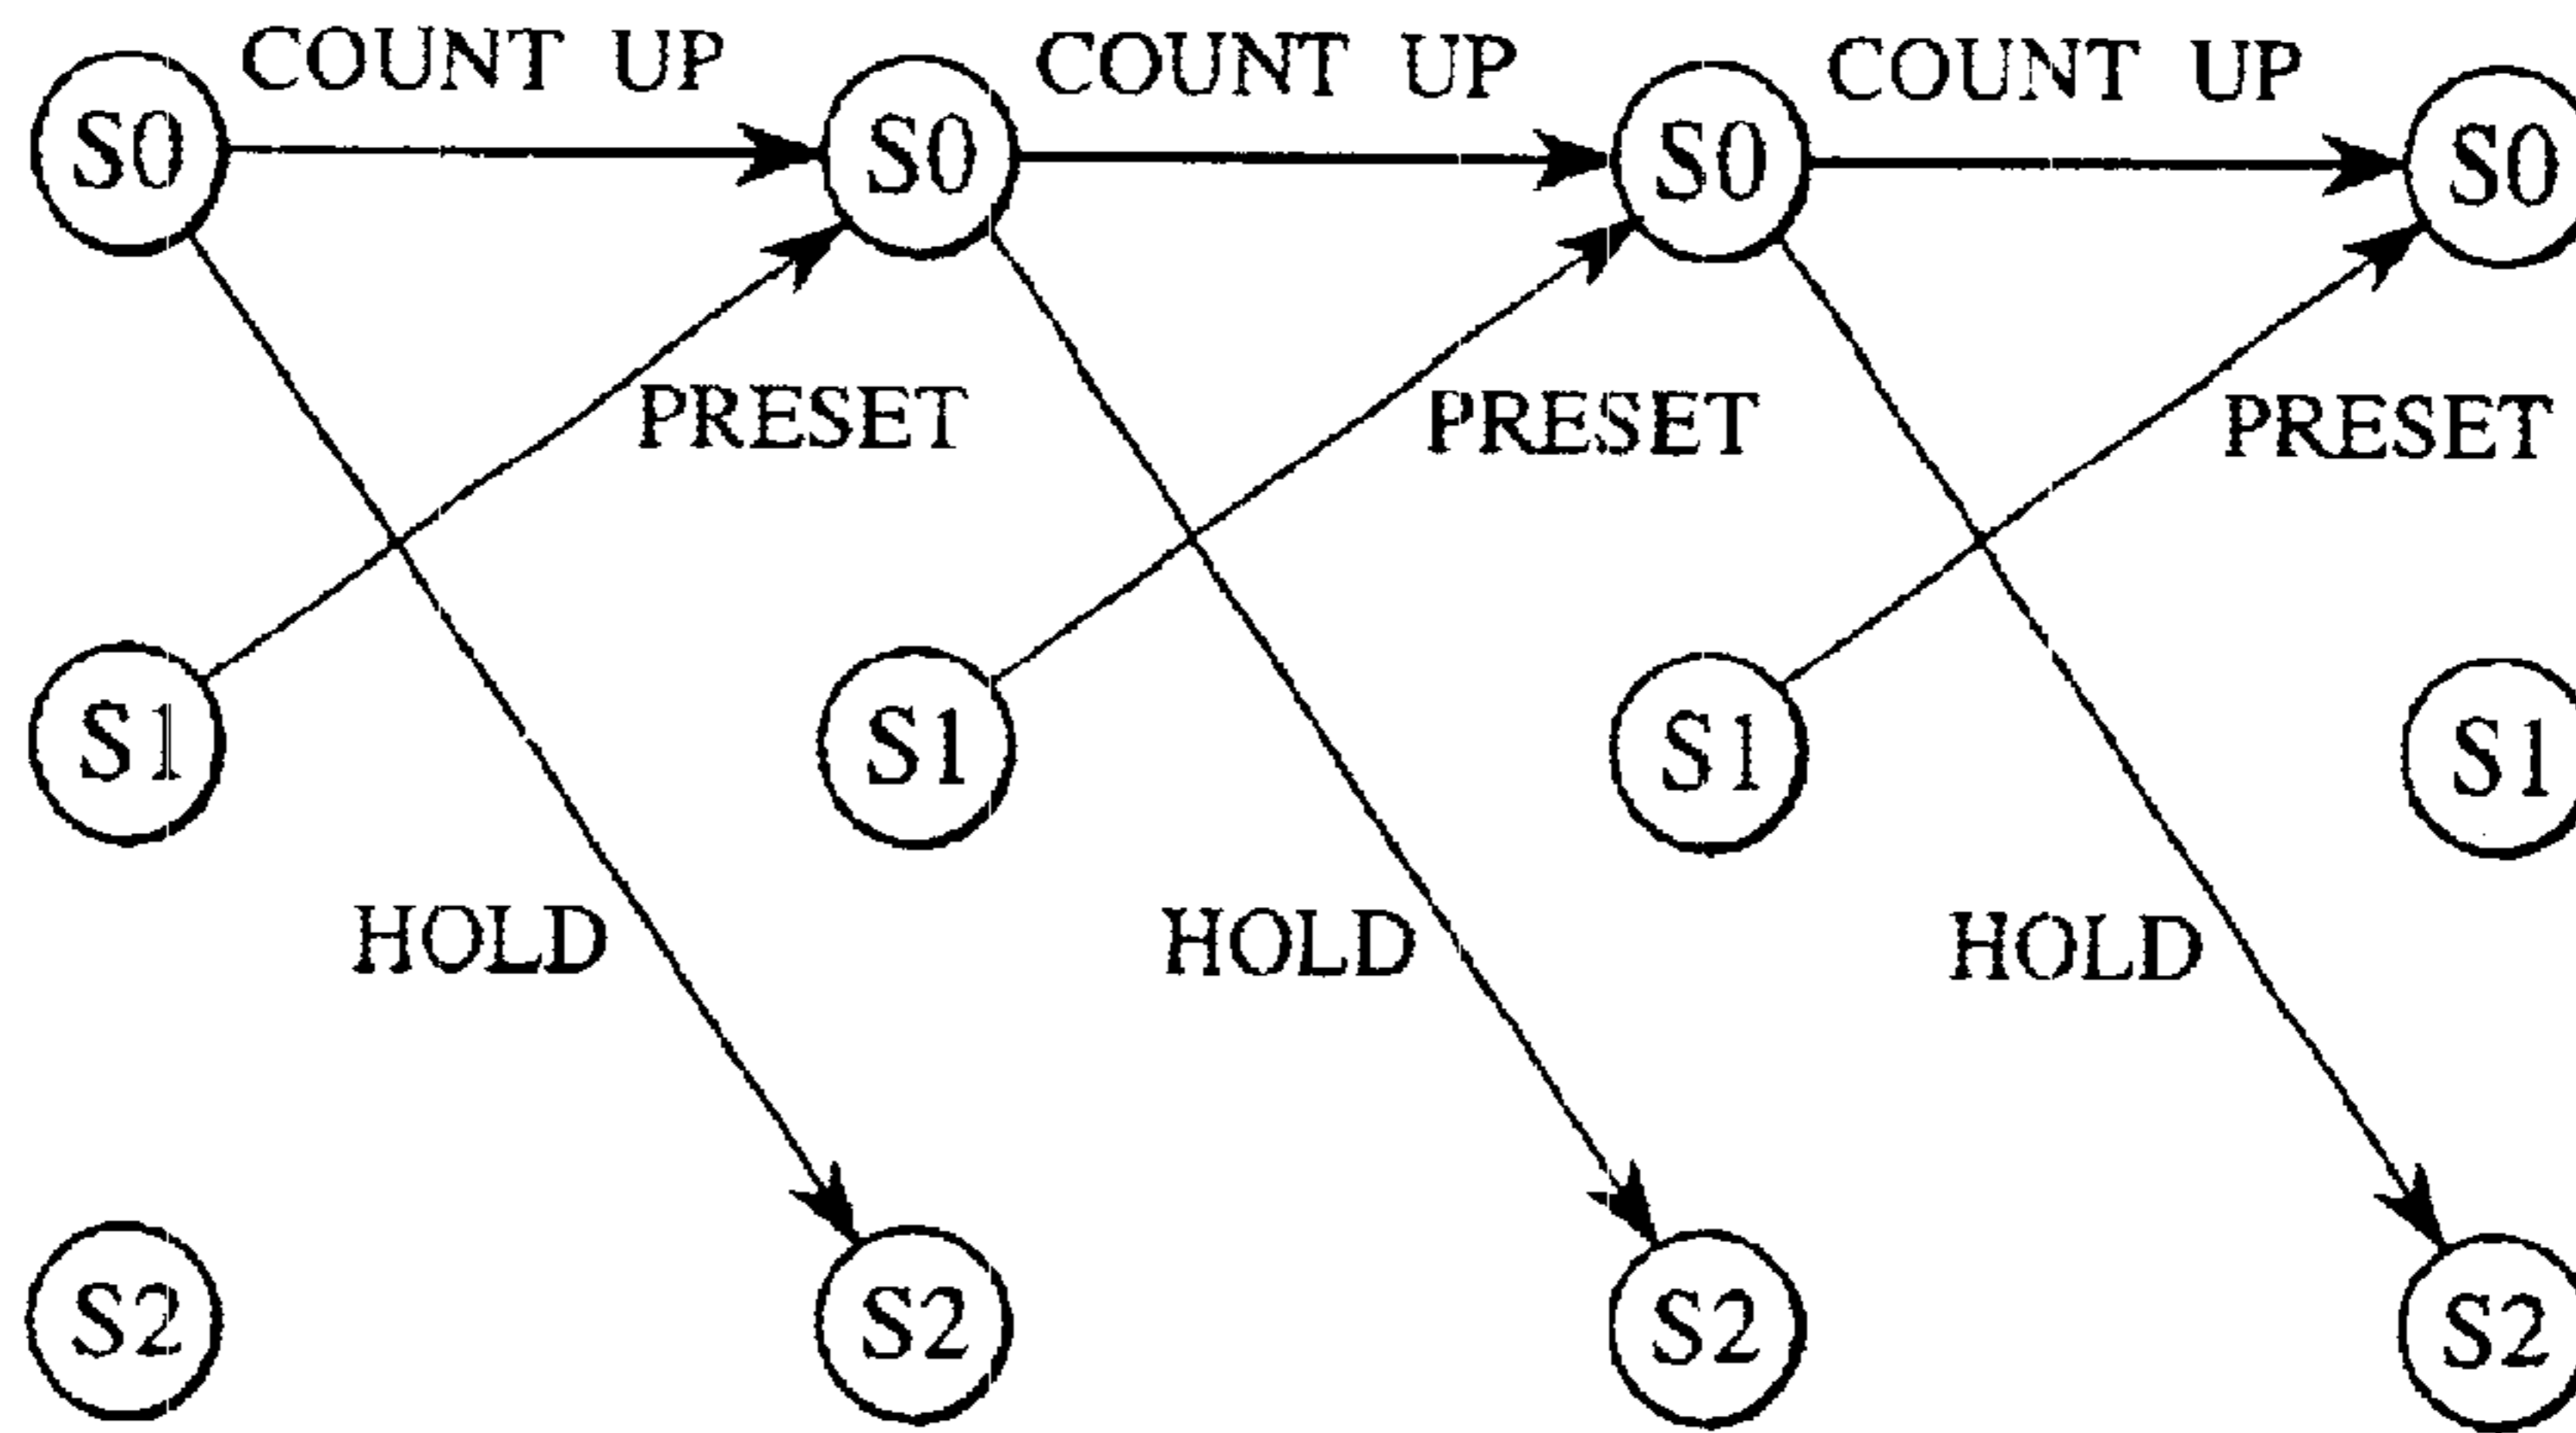 COUNT UP COUNT UP COUNT UP
S0 S0 S0 S0
PRESET PRESET PRESET
S1 S1 S1 S1
HOLD HOLD HOLD
S2 S2 S2 S2